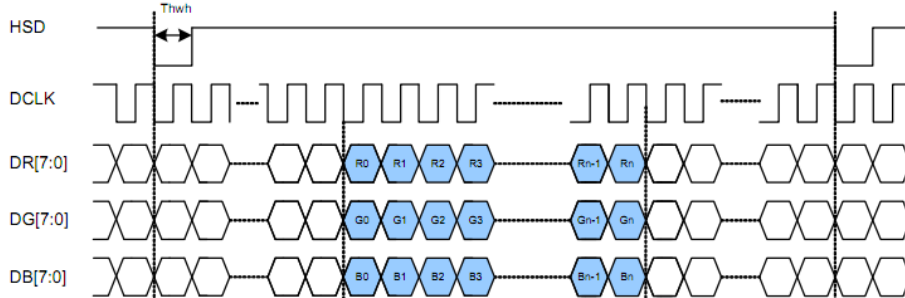 Thwh
HSD
DCLK
DR[7:0] R0 R1 R2 R3 Rn-1 Rn
DG[7:0] G0 G1 G2 G3 Gn-1 Gn
DB[7:0] B0 B1 B2 B3 Bn-1 Bn